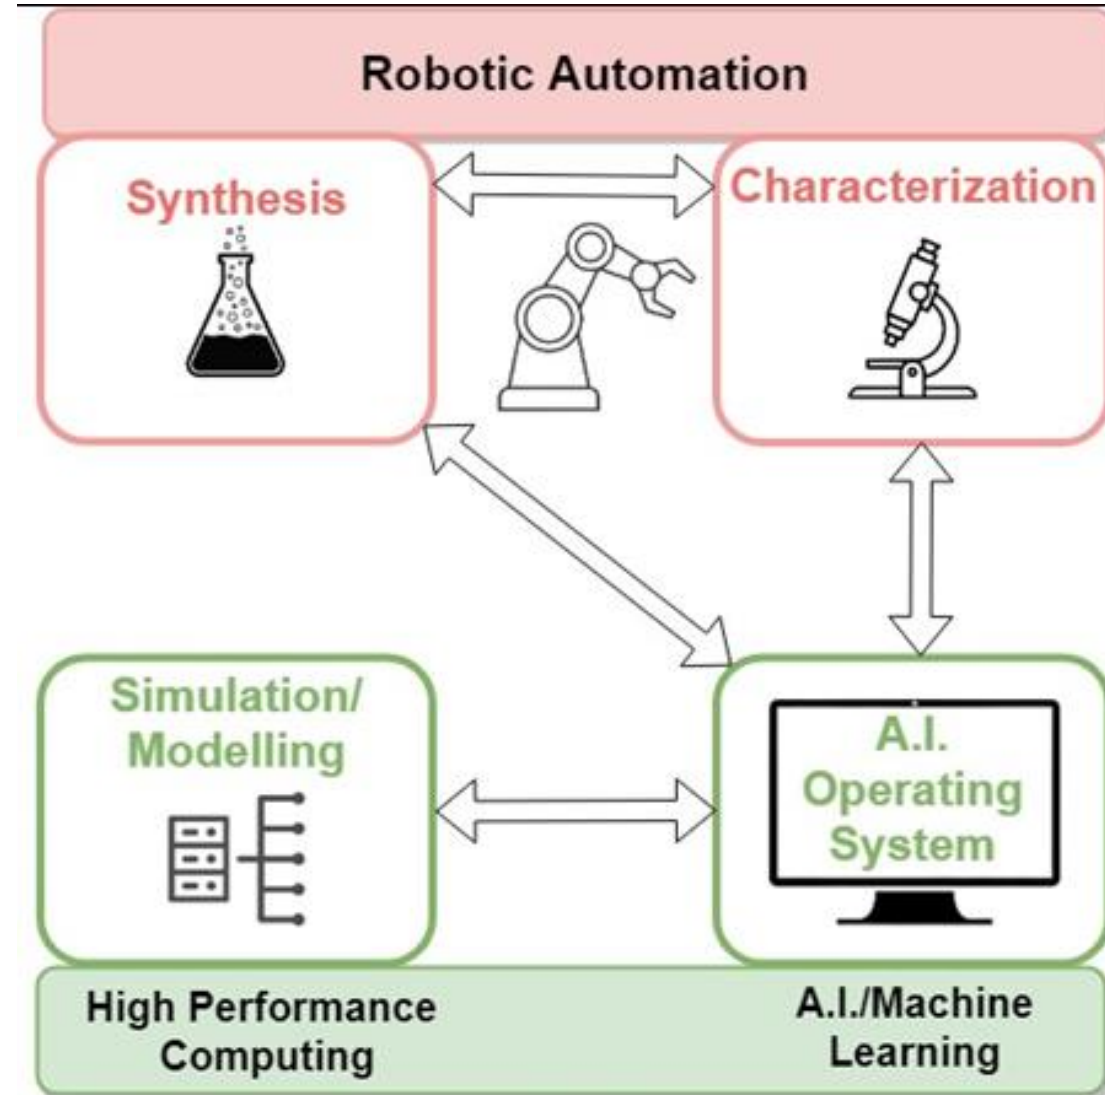 Robotic Automation
Synthesis
Characterization
Simulation/
Modelling
A.I.
Operating
System
High Performance
Computing
A.I./Machine
Learning